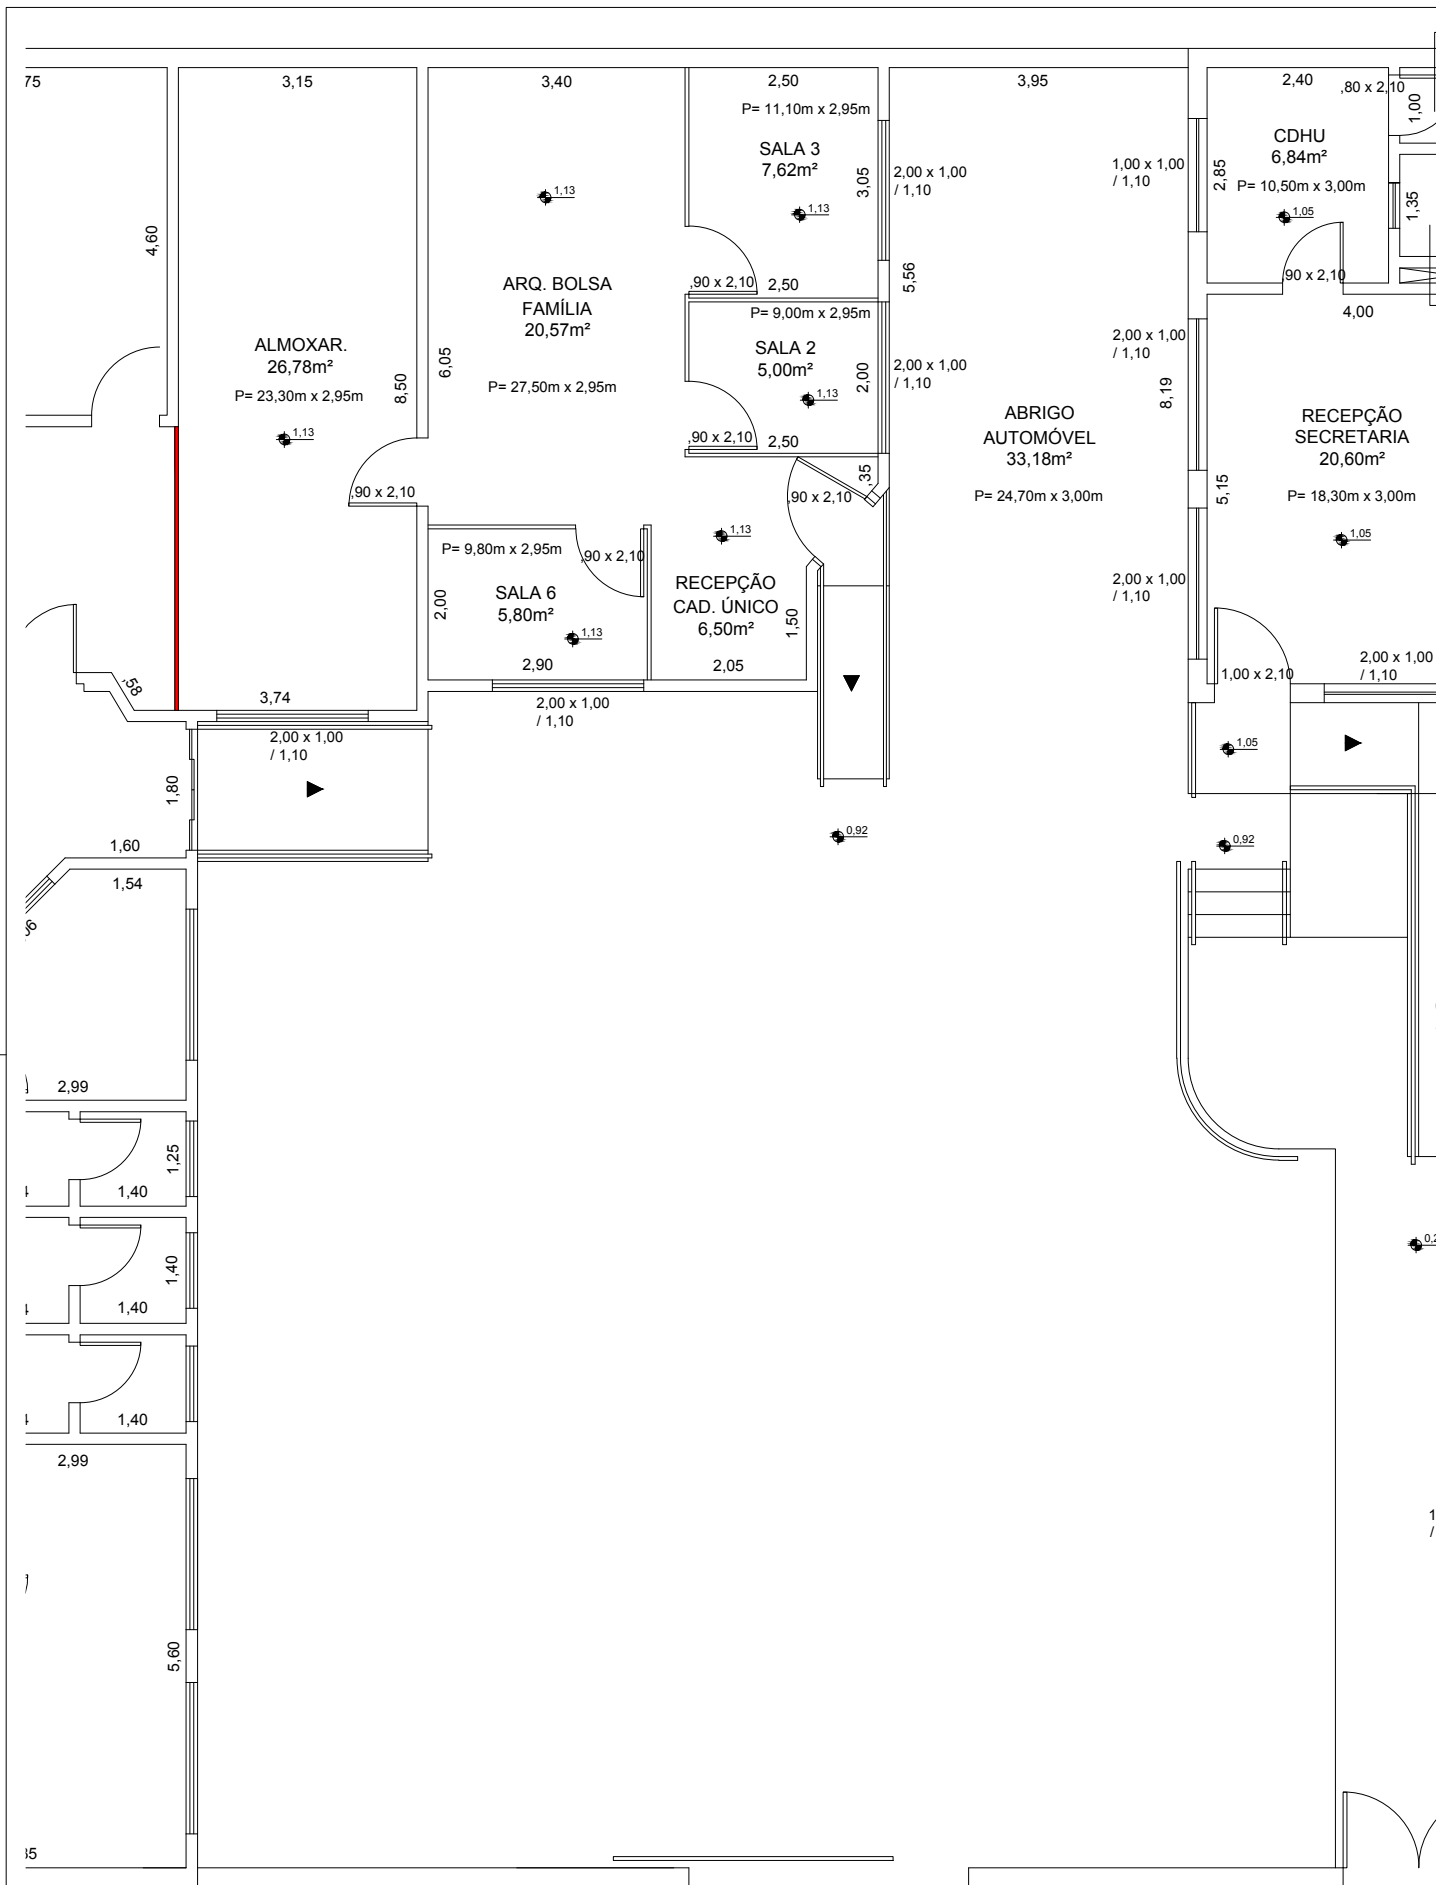 75
3,15
3,40
2,50
3,95
2,40
,80 x 2,10
1,00
P= 11,10m x 2,95m
SALA 3
7,62m²
3,05
1,13
2,00 x 1,00
/ 1,10
1,00 x 1,00
/ 1,10
2,85
CDHU
6,84m²
P= 10,50m x 3,00m
1,05
1,35
1,13
4,60
5,56
,90 x 2,10
2,50
,90 x 2,10
4,00
ARQ. BOLSA
FAMÍLIA
20,57m²
P= 27,50m x 2,95m
6,05
P= 9,00m x 2,95m
SALA 2
5,00m²
2,00
1,13
2,00 x 1,00
/ 1,10
2,00 x 1,00
/ 1,10
ALMOXAR.
26,78m²
P= 23,30m x 2,95m
1,13
8,50
,90 x 2,10
2,50
ABRIGO
AUTOMÓVEL
33,18m²
P= 24,70m x 3,00m
8,19
RECEPÇÃO
SECRETARIA
20,60m²
P= 18,30m x 3,00m
5,15
1,05
,90 x 2,10
,35
,90 x 2,10
1,13
P= 9,80m x 2,95m
,90 x 2,10
SALA 6
5,80m²
2,00
1,13
2,90
RECEPÇÃO
CAD. ÚNICO
6,50m²
1,50
2,05
2,00 x 1,00
/ 1,10
2,00 x 1,00
/ 1,10
1,00 x 2,10
2,00 x 1,00
/ 1,10
,58
3,74
2,00 x 1,00
/ 1,10
1,05
1,80
0,92
0,92
1,60
1,54
2,99
1,25
1,40
1,40
1,40
1,40
2,99
5,60